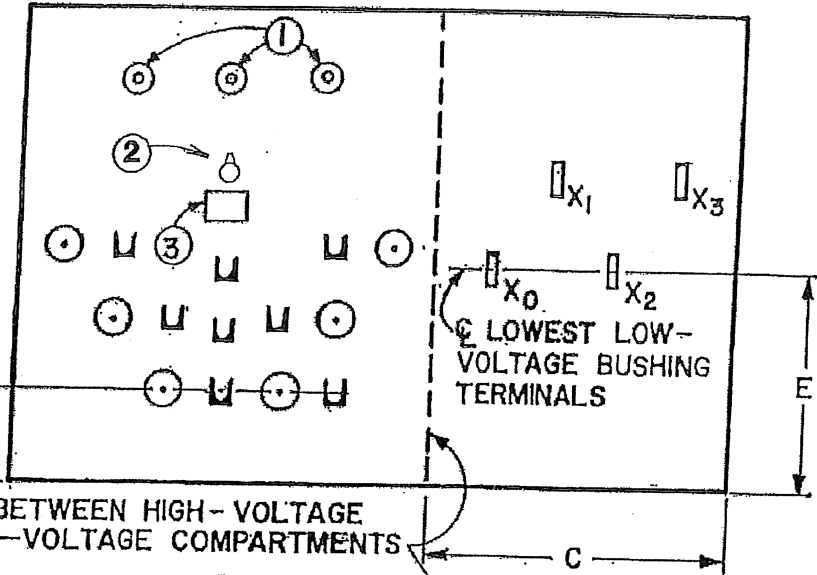 1
2
3
X₁
X₃
X₀
X₂
℄ LOWEST LOW-
VOLTAGE BUSHING
TERMINALS
E
BETWEEN HIGH-VOLTAGE
-VOLTAGE COMPARTMENTS
C